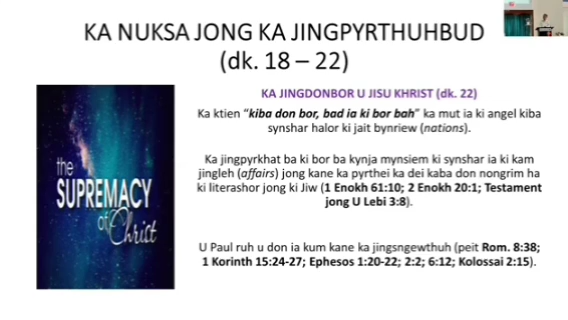 KA NUKSA JONG KA JINGPYRTHUHBUD
(dk. 18 – 22)
KA JINGDONBOR U JISU KHRIST (dk. 22)
Ka ktien “kiba don bor, bad ia ki bor bah” ka mut ia ki angel kiba
synshar halor ki jait bynriew (nations).
Ka jingpyrkhat ba ki bor ba kynja mynsiem ki synshar ia ki kam
jingleh (affairs) jong kane ka pyrthei ka dei kaba don nongrim ha
ki literashor jong ki Jiw (1 Enokh 61:10; 2 Enokh 20:1; Testament
jong U Lebi 3:8).
U Paul ruh u don ia kum kane ka jingsngewthuh (peit Rom. 8:38;
1 Korinth 15:24-27; Ephesos 1:20-22; 2:2; 6:12; Kolossai 2:15).
the
SUPREMACY
of Christ